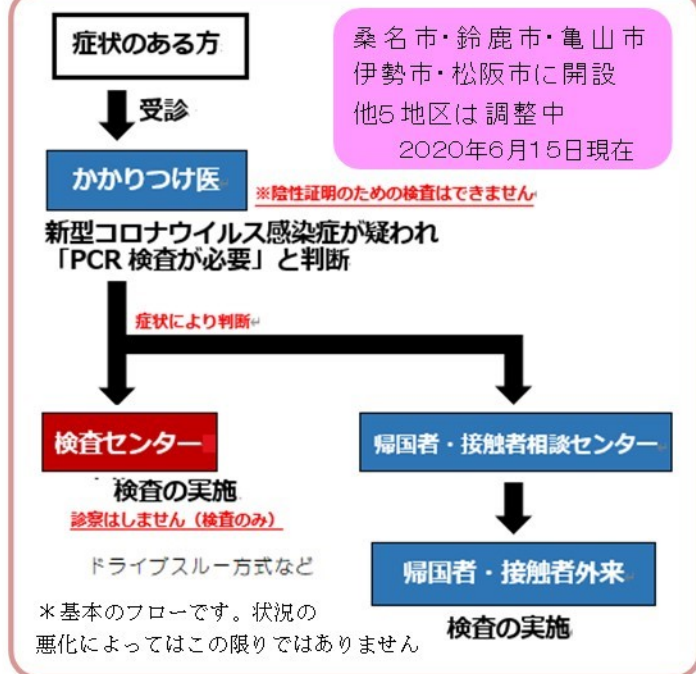 症状のある方
桑名市・鈴鹿市・亀山市
伊勢市・松阪市に開設
他5地区は調整中
2020年6月15日現在
受診
かかりつけ医
※陰性証明のための検査はできません
新型コロナウイルス感染症が疑われ
「PCR 検査が必要」と判断
症状により判断
検査センター
帰国者・接触者相談センター
検査の実施
診察はしません（検査のみ）
ドライブスルー方式など
帰国者・接触者外来
検査の実施
＊基本のフローです。状況の
悪化によってはこの限りではありません